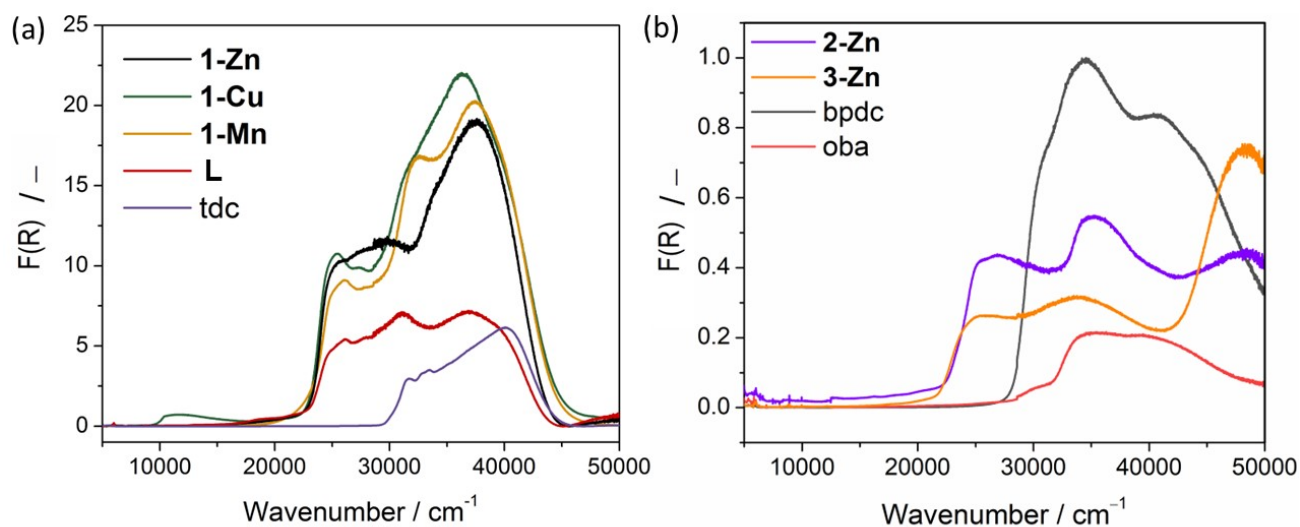 (a)
1-Zn
1-Cu
1-Mn
L
tdc
F(R) / –
25
20
15
10
5
0
10000 20000 30000 40000 50000
Wavenumber / cm⁻¹
(b)
2-Zn
3-Zn
bpdc
oba
F(R) / –
1.0
0.8
0.6
0.4
0.2
0.0
10000 20000 30000 40000 50000
Wavenumber / cm⁻¹